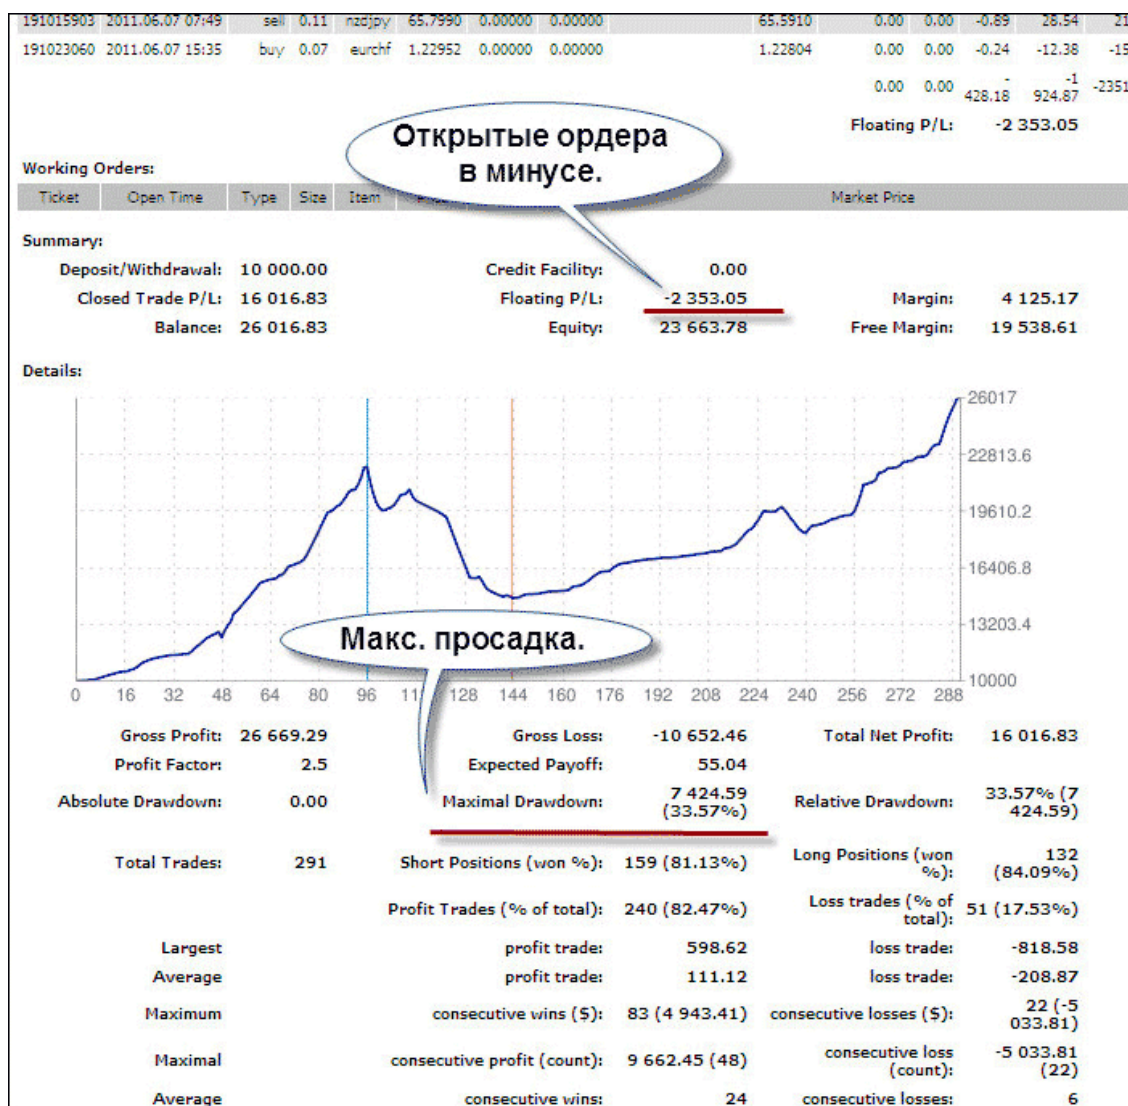 191015903 2011.06.07 07:49 sell 0.11 nzdjpy 65.7990 0.00000 0.00000 65.5910 0.00 0.00 -0.89 28.54 21
191023060 2011.06.07 15:35 buy 0.07 eurchf 1.22952 0.00000 0.00000 1.22804 0.00 0.00 -0.24 -12.38 -15
0.00 0.00 -428.18 -1 924.87 -2351
Floating P/L: -2 353.05
Открытые ордера
в минусе.
Working Orders:
Ticket Open Time Type Size Item Market Price
Summary:
Deposit/Withdrawal: 10 000.00 Credit Facility: 0.00
Closed Trade P/L: 16 016.83 Floating P/L: -2 353.05 Margin: 4 125.17
Balance: 26 016.83 Equity: 23 663.78 Free Margin: 19 538.61
Details:
26017
22813.6
19610.2
16406.8
13203.4
10000
Макс. просадка.
0 16 32 48 64 80 96 11 128 144 160 176 192 208 224 240 256 272 288
Gross Profit: 26 669.29 Gross Loss: -10 652.46 Total Net Profit: 16 016.83
Profit Factor: 2.5 Expected Payoff: 55.04
Absolute Drawdown: 0.00 Maximal Drawdown: 7 424.59 (33.57%) Relative Drawdown: 33.57% (7 424.59)
Total Trades: 291 Short Positions (won %): 159 (81.13%) Long Positions (won %): 132 (84.09%)
Profit Trades (% of total): 240 (82.47%) Loss trades (% of total): 51 (17.53%)
Largest profit trade: 598.62 loss trade: -818.58
Average profit trade: 111.12 loss trade: -208.87
Maximum consecutive wins ($): 83 (4 943.41) consecutive losses ($): 22 (-5 033.81)
Maximal consecutive profit (count): 9 662.45 (48) consecutive loss (count): -5 033.81 (22)
Average consecutive wins: 24 consecutive losses: 6